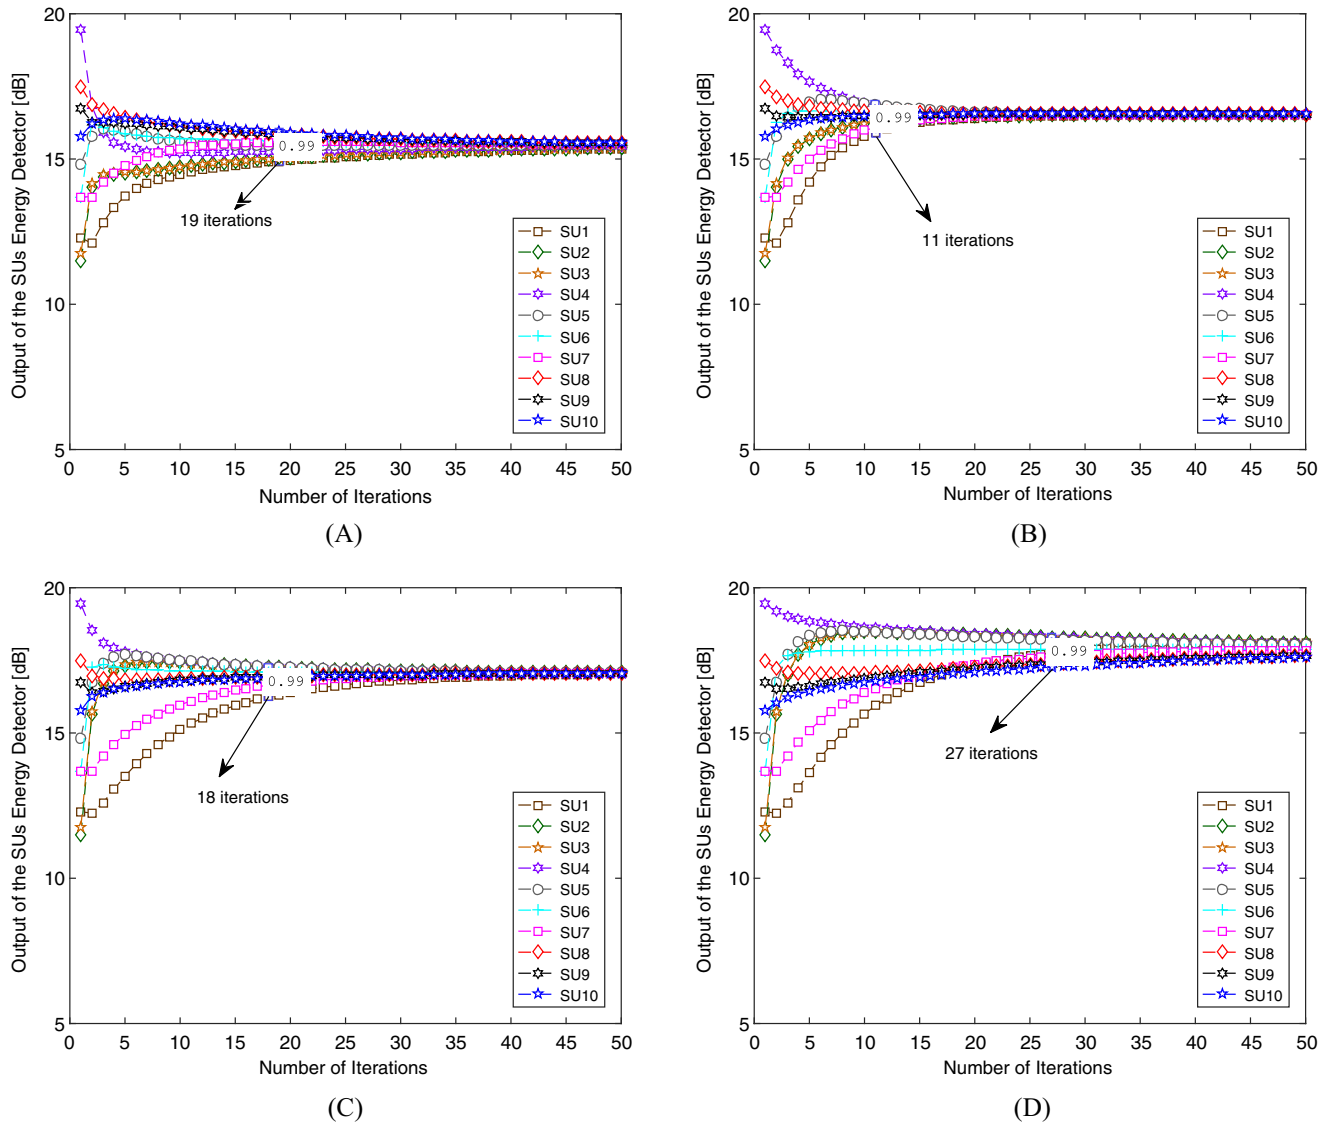 20
15
10
5
0 5 10 15 20 25 30 35 40 45 50
Output of the SUs Energy Detector [dB]
Number of Iterations
0.99
19 iterations
SU1
SU2
SU3
SU4
SU5
SU6
SU7
SU8
SU9
SU10
(A)
20
15
10
5
0 5 10 15 20 25 30 35 40 45 50
Output of the SUs Energy Detector [dB]
Number of Iterations
0.99
11 iterations
SU1
SU2
SU3
SU4
SU5
SU6
SU7
SU8
SU9
SU10
(B)
20
15
10
5
0 5 10 15 20 25 30 35 40 45 50
Output of the SUs Energy Detector [dB]
Number of Iterations
0.99
18 iterations
SU1
SU2
SU3
SU4
SU5
SU6
SU7
SU8
SU9
SU10
(C)
20
15
10
5
0 5 10 15 20 25 30 35 40 45 50
Output of the SUs Energy Detector [dB]
Number of Iterations
0.99
27 iterations
SU1
SU2
SU3
SU4
SU5
SU6
SU7
SU8
SU9
SU10
(D)